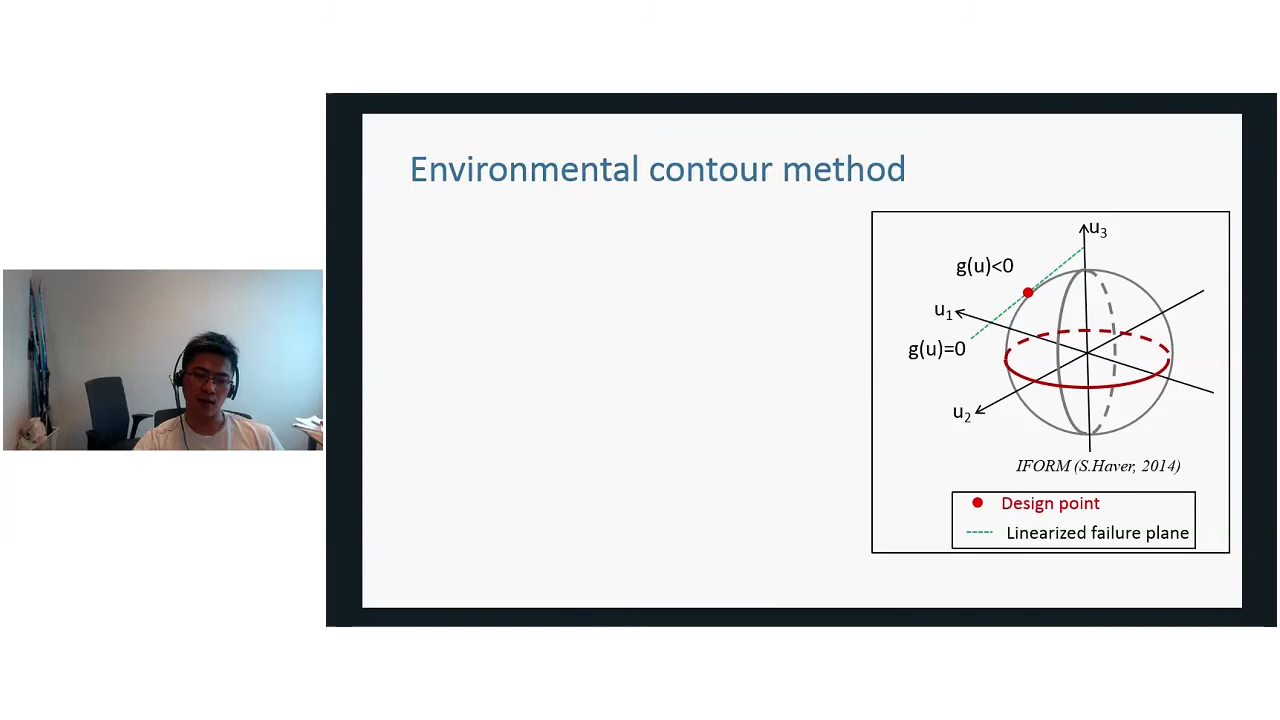 Environmental contour method
u3
g(u)<0
u1
g(u)=0
u2
IFORM (S.Haver, 2014)
Design point
Linearized failure plane